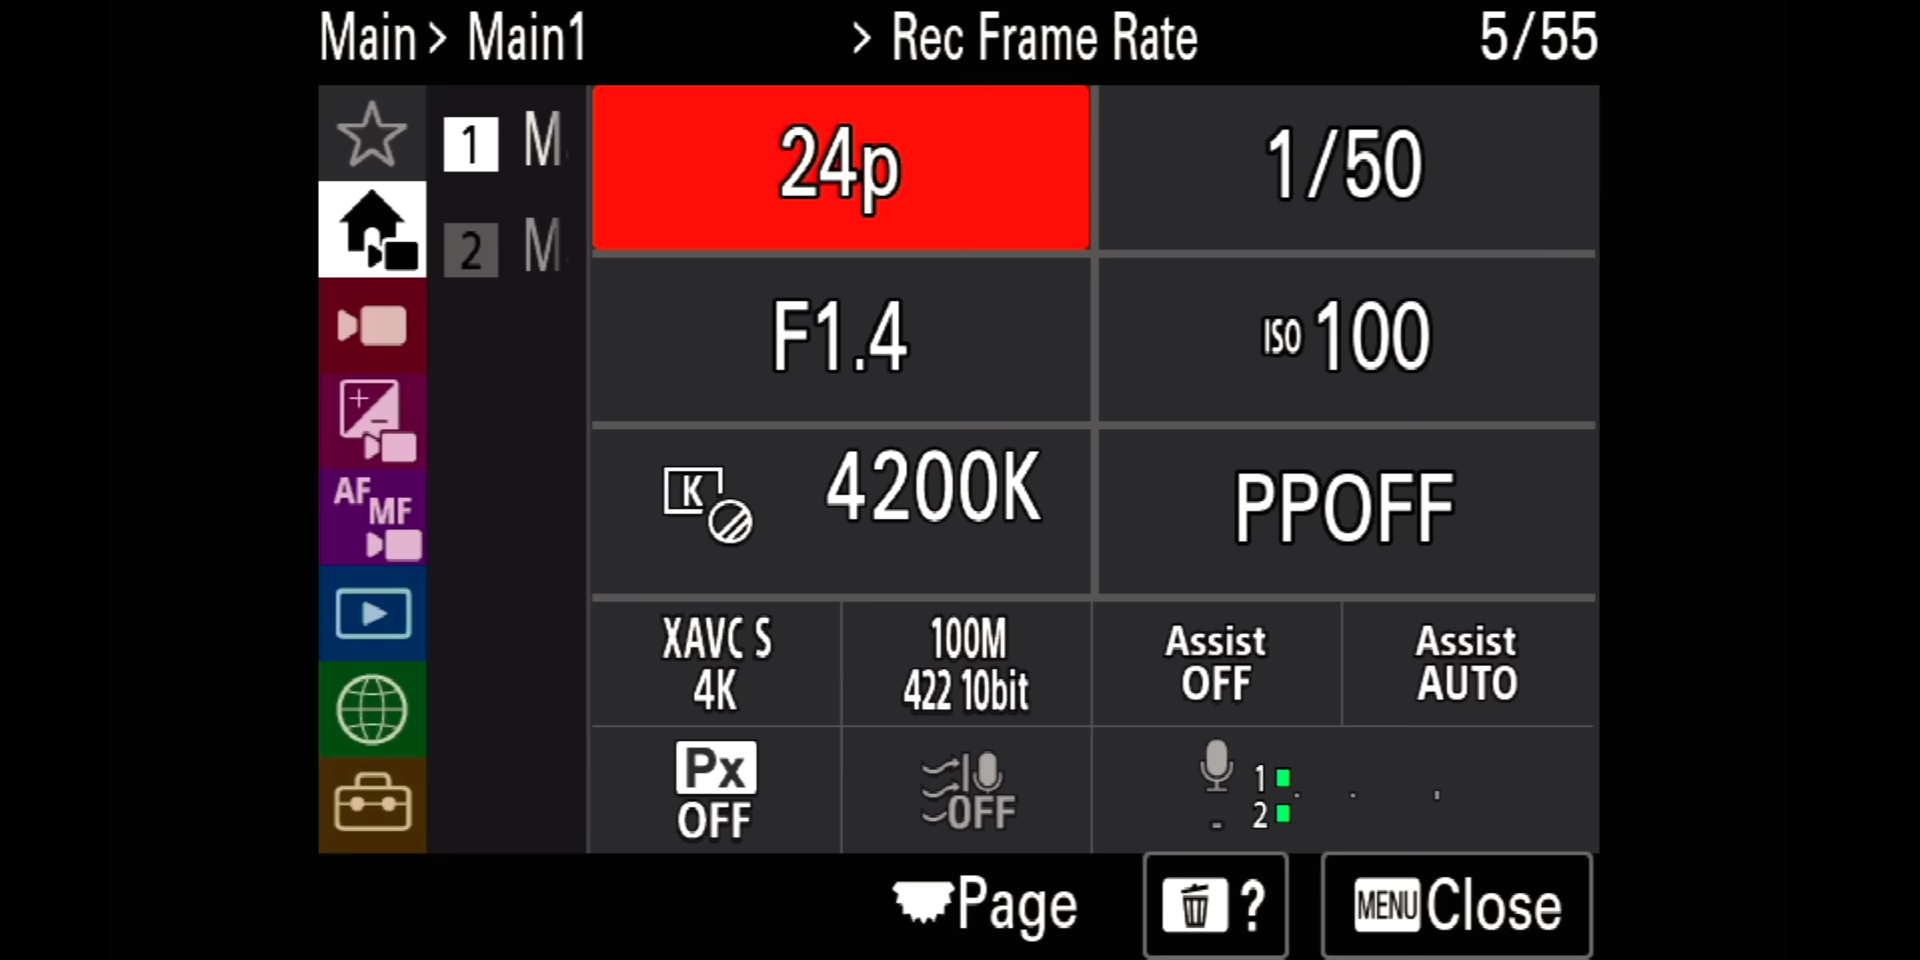 Main > Main1 > Rec Frame Rate 5/55
1 M
2 M
24p
1/50
F1.4
ISO 100
K 4200K
PPOFF
XAVC S
4K
100M
422 10bit
Assist
OFF
Assist
AUTO
Px
OFF
OFF
1
2
AF
MF
Page
?
MENU Close